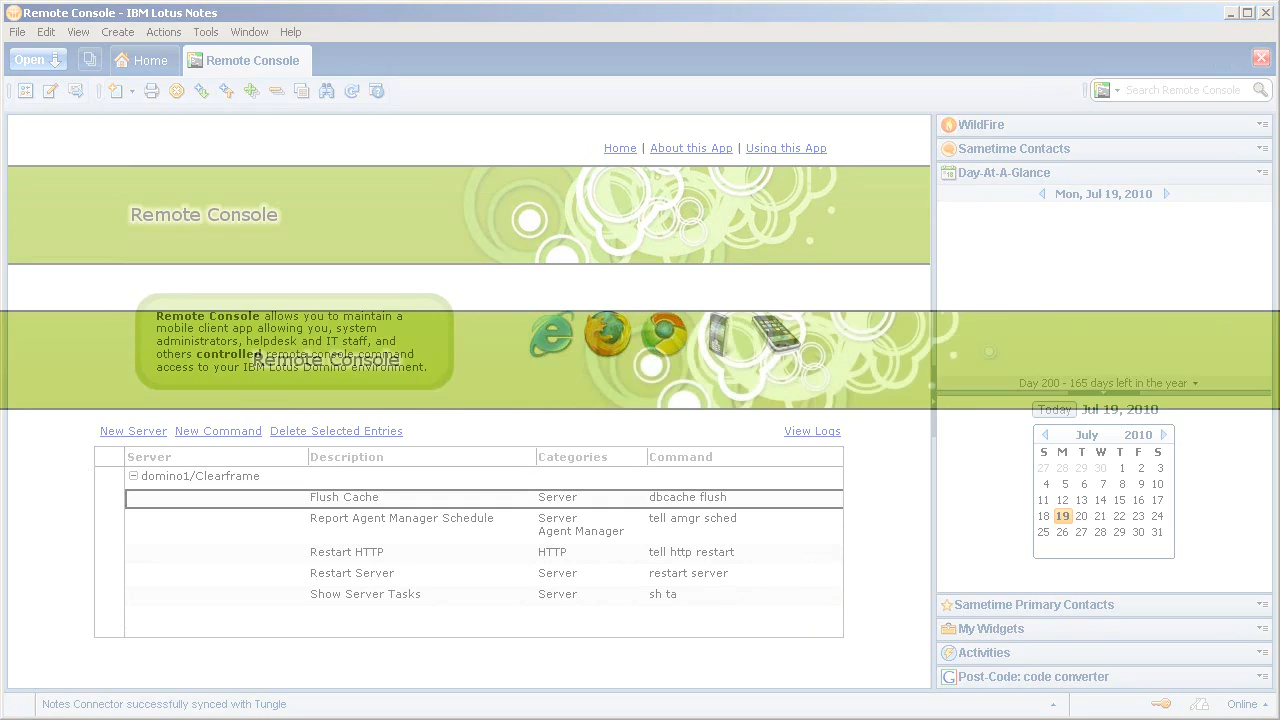 Remote Console - IBM Lotus Notes
File Edit View Create Actions Tools Window Help
Open Home Remote Console
Search Remote Console
Home | About this App | Using this App
Remote Console
Remote Console allows you to maintain a
mobile client app allowing you, system
administrators, helpdesk and IT staff, and
others controlled remote console command
access to your IBM Lotus Domino environment.
Remote Console
New Server New Command Delete Selected Entries View Logs
Server Description Categories Command
domino1/Clearframe
Flush Cache Server dbcache flush
Report Agent Manager Schedule Server tell amgr sched
Agent Manager
Restart HTTP HTTP tell http restart
Restart Server Server restart server
Show Server Tasks Server sh ta
WildFire
Sametime Contacts
Day-At-A-Glance
18
Mon, Jul 19, 2010
Day 200 - 165 days left in the year
Today Jul 19, 2010
July 2010
S M T W T F S
27 28 29 30 1 2 3
4 5 6 7 8 9 10
11 12 13 14 15 16 17
18 19 20 21 22 23 24
25 26 27 28 29 30 31
Sametime Primary Contacts
My Widgets
Activities
G Post-Code: code converter
Notes Connector successfully synced with Tungle Online